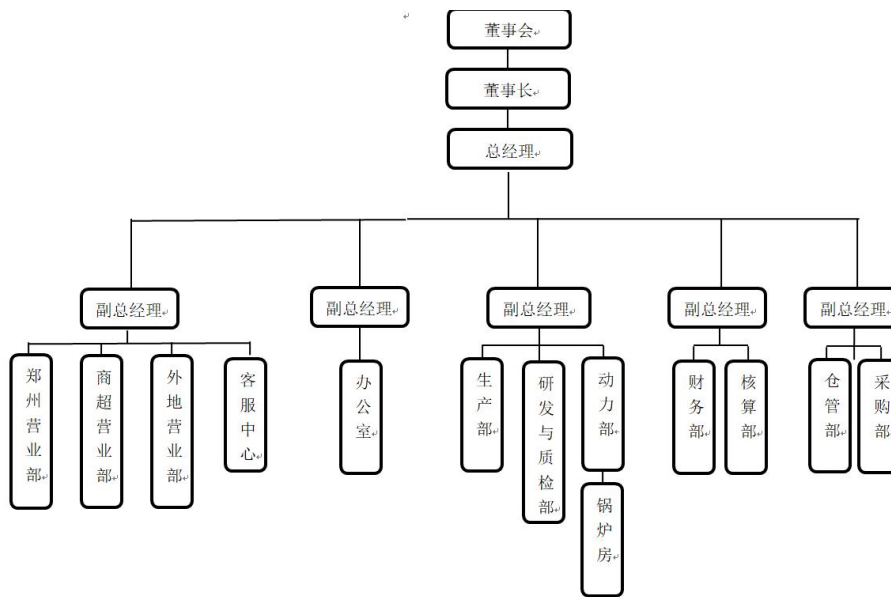 董事会
董事长
总经理
副总经理
副总经理
副总经理
副总经理
副总经理
郑州营业部
商超营业部
外地营业部
客服中心
办公室
生产部
研发与质检部
动力部
财务部
核算部
仓管部
采购部
锅炉房